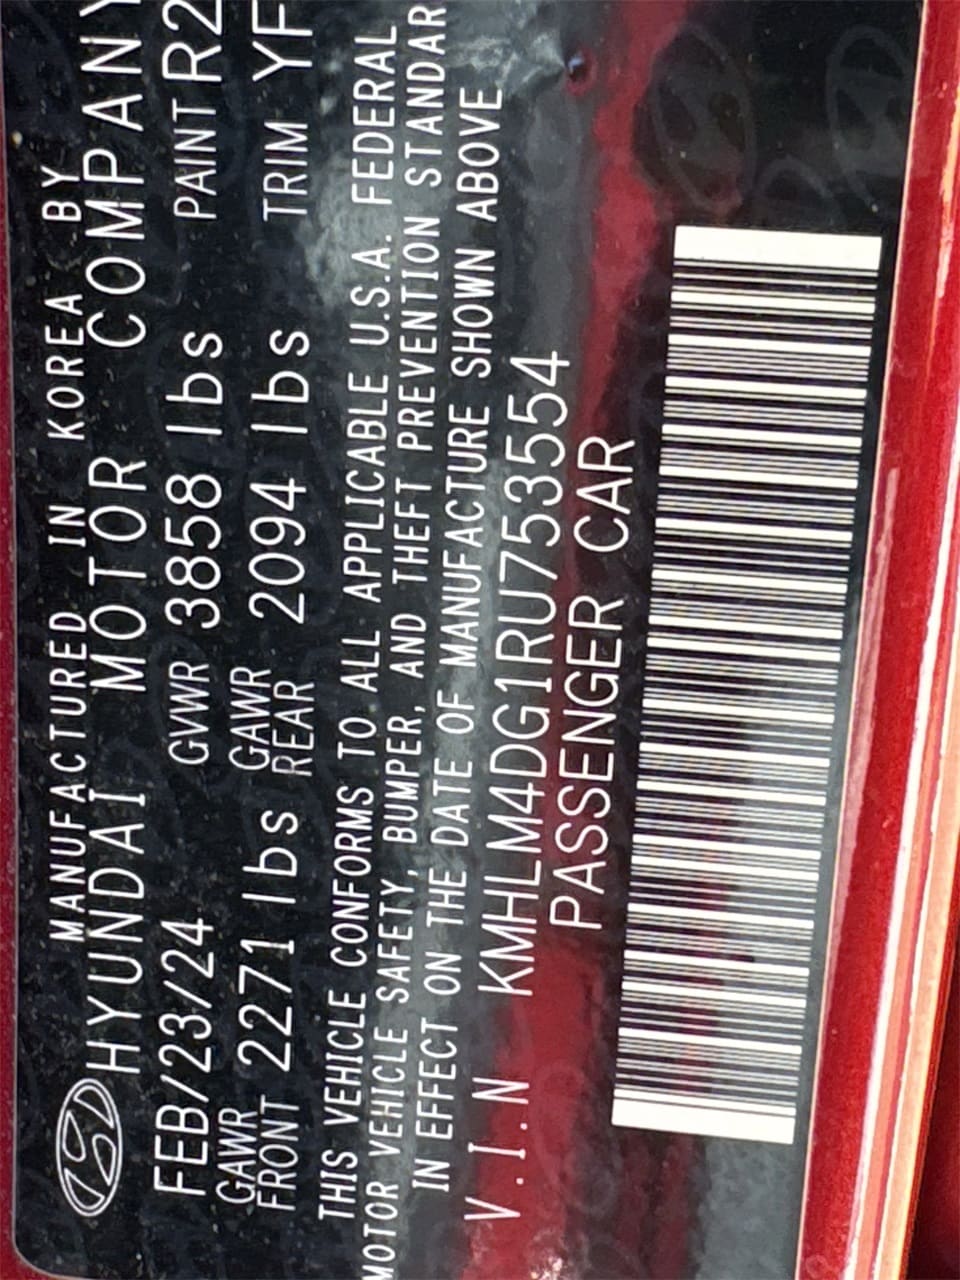 MANUFACTURED IN KOREA BY
HYUNDAI MOTOR COMPANY
FEB/23/24 GVWR 3858 lbs PAINT R2
GAWR FRONT 2271 lbs GAWR REAR 2094 lbs TRIM YF
THIS VEHICLE CONFORMS TO ALL APPLICABLE U.S.A. FEDERAL
MOTOR VEHICLE SAFETY, BUMPER, AND THEFT PREVENTION STANDAR
IN EFFECT ON THE DATE OF MANUFACTURE SHOWN ABOVE
V.I.N KMHLM4DG1RU753554
PASSENGER CAR